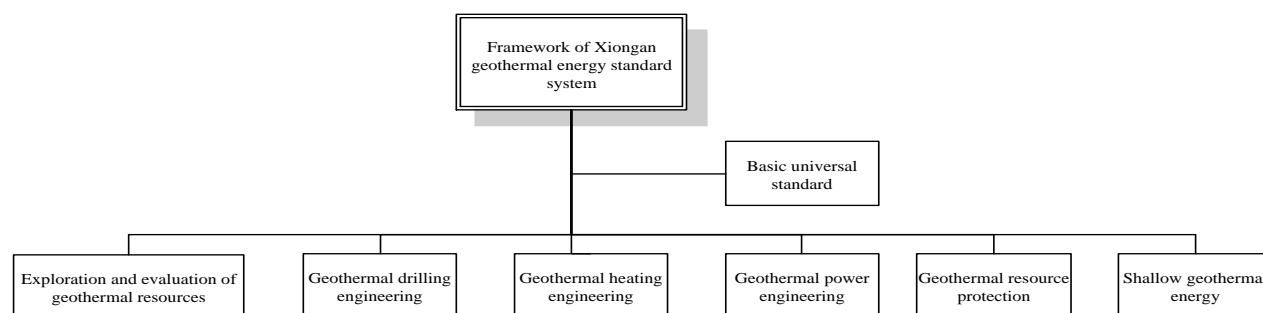 Framework of Xiongan
geothermal energy standard
system
Basic universal
standard
Exploration and evaluation of
geothermal resources
Geothermal drilling
engineering
Geothermal heating
engineering
Geothermal power
engineering
Geothermal resource
protection
Shallow geothermal
energy